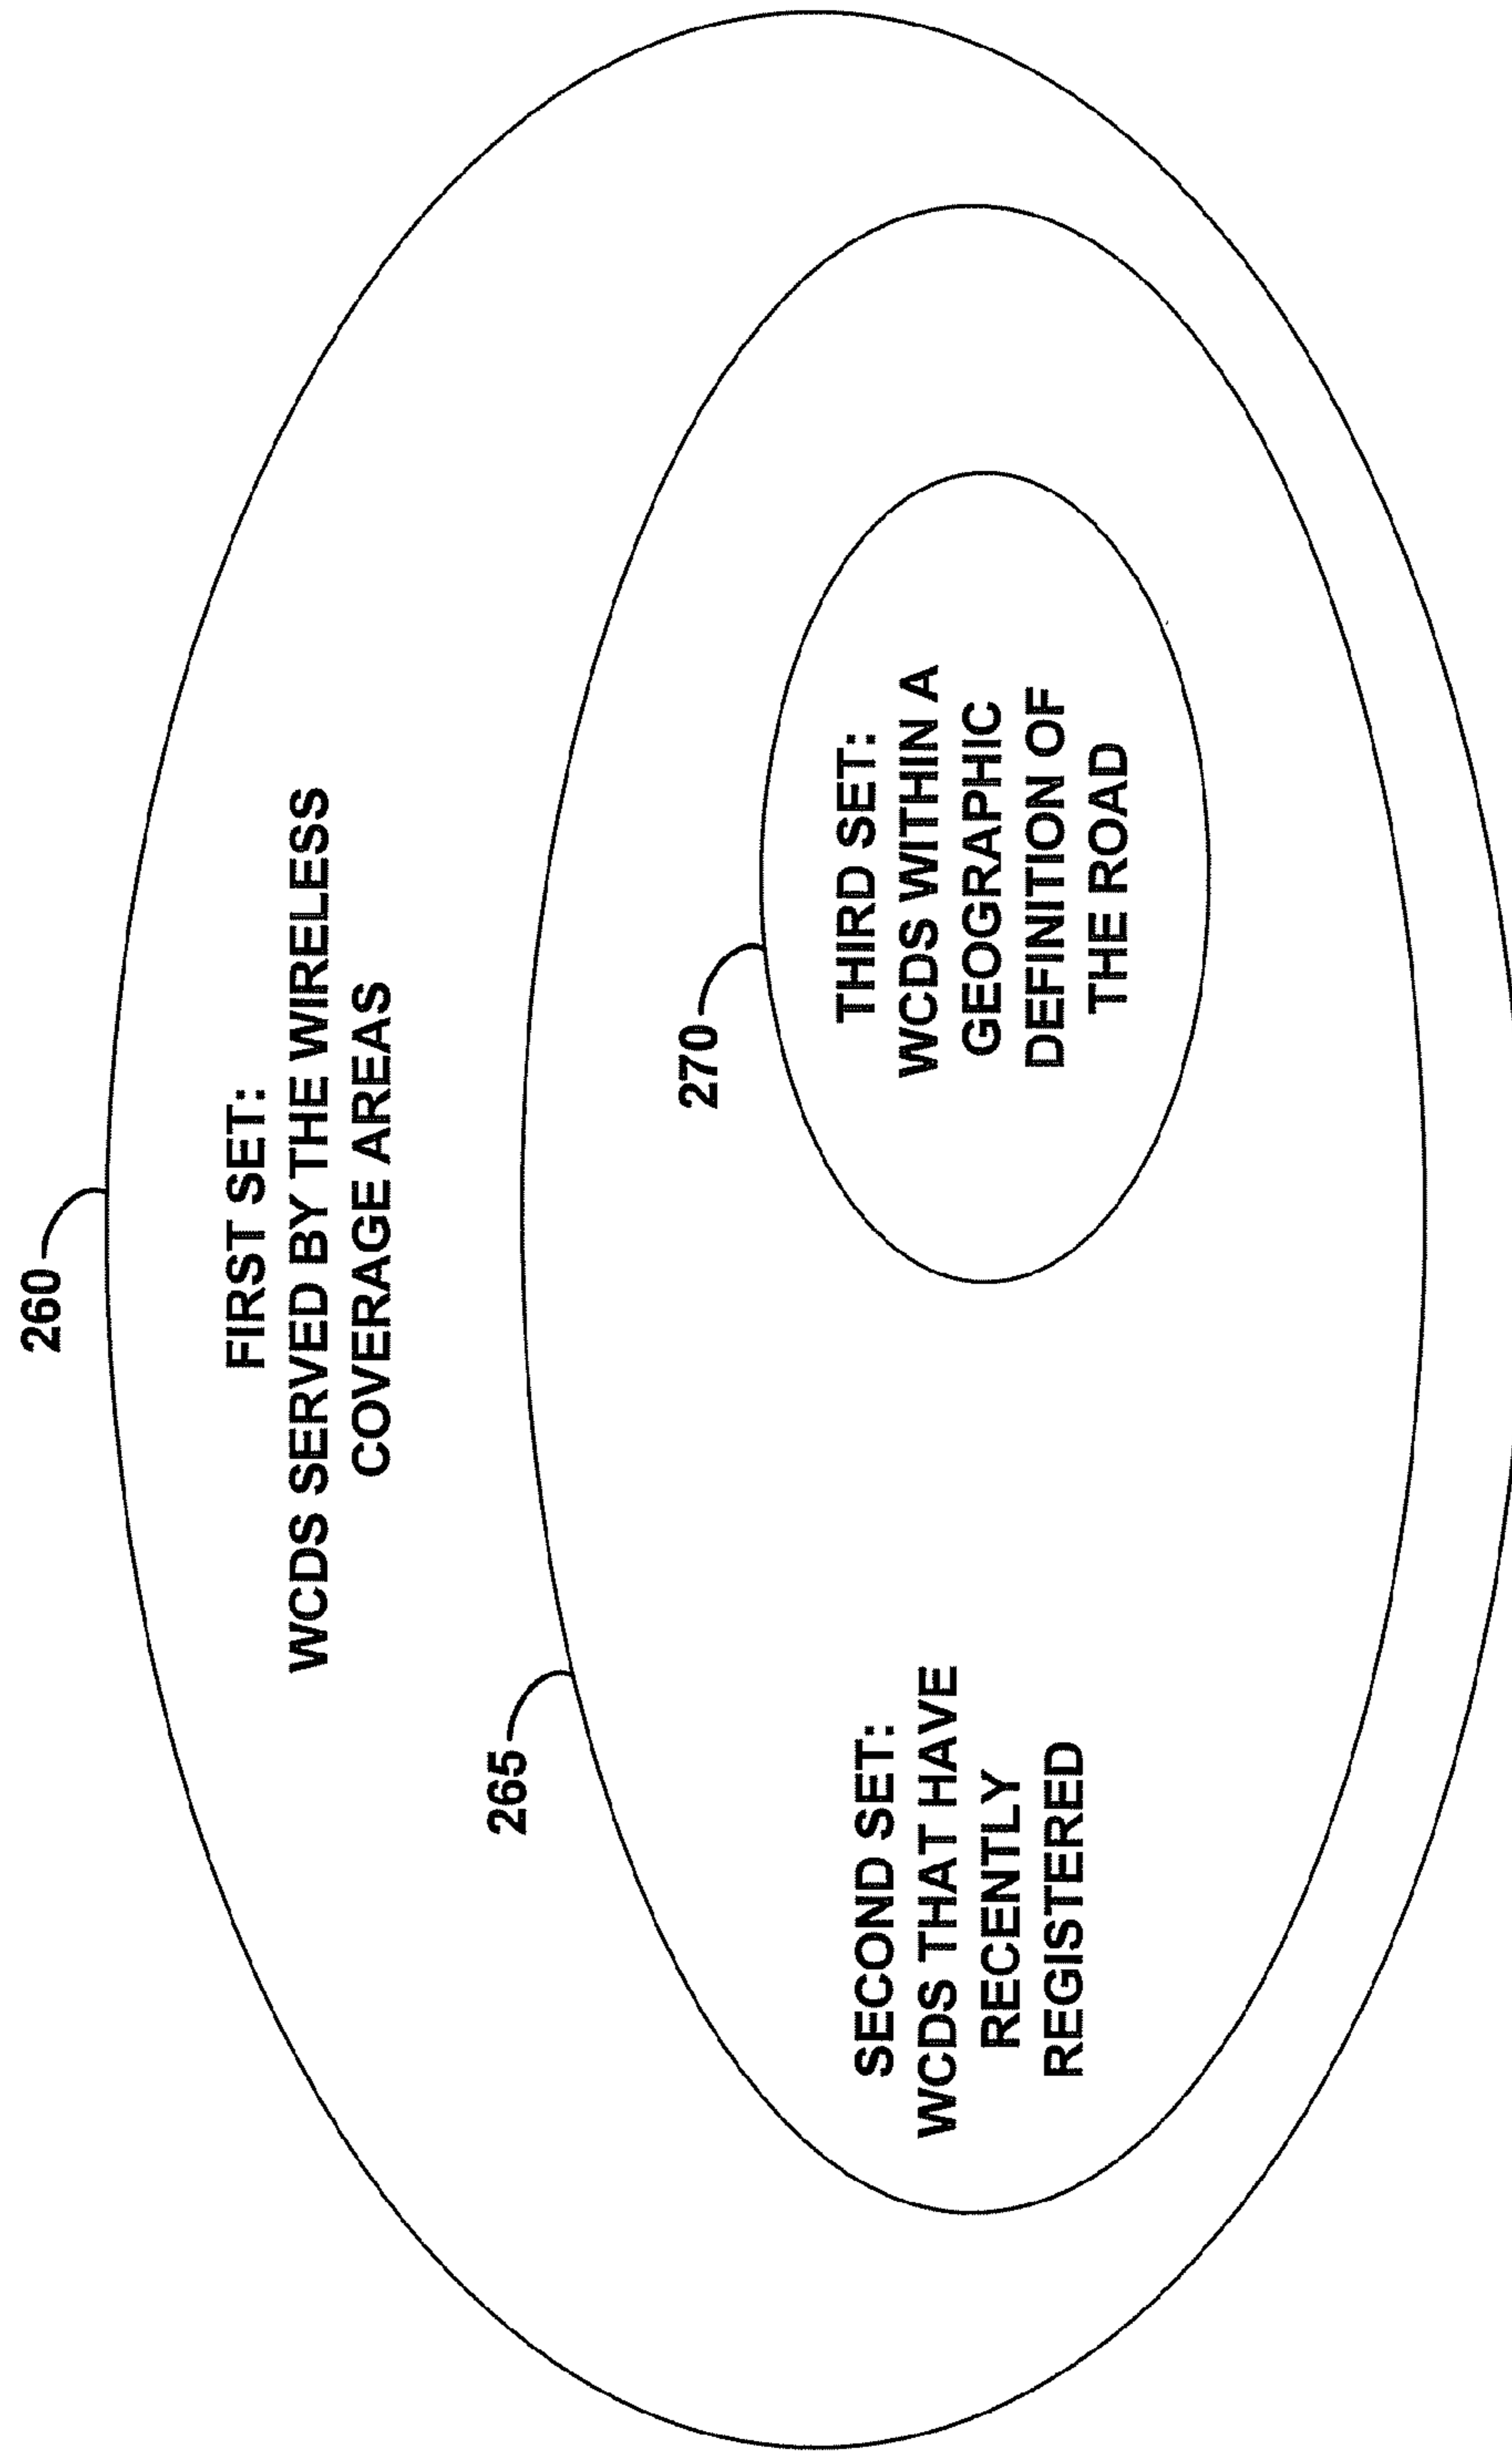 260
FIRST SET:
WCDS SERVED BY THE WIRELESS
COVERAGE AREAS
265
SECOND SET:
WCDS THAT HAVE
RECENTLY
REGISTERED
270
THIRD SET:
WCDS WITHIN A
GEOGRAPHIC
DEFINITION OF
THE ROAD